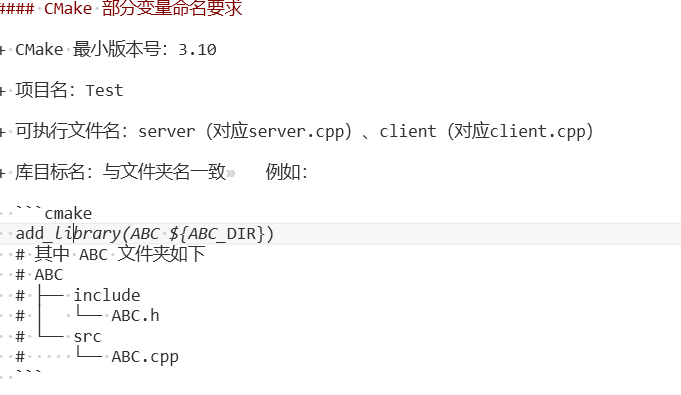 #### CMake 部分变量命名要求
+ CMake 最小版本号：3.10
+ 项目名：Test
+ 可执行文件名：server（对应server.cpp）、client（对应client.cpp）
+ 库目标名：与文件夹名一致 例如：
```cmake
add_library(ABC ${ABC_DIR})
# 其中 ABC 文件夹如下
# ABC
# ├── include
# │   └── ABC.h
# └── src
#     └── ABC.cpp
```